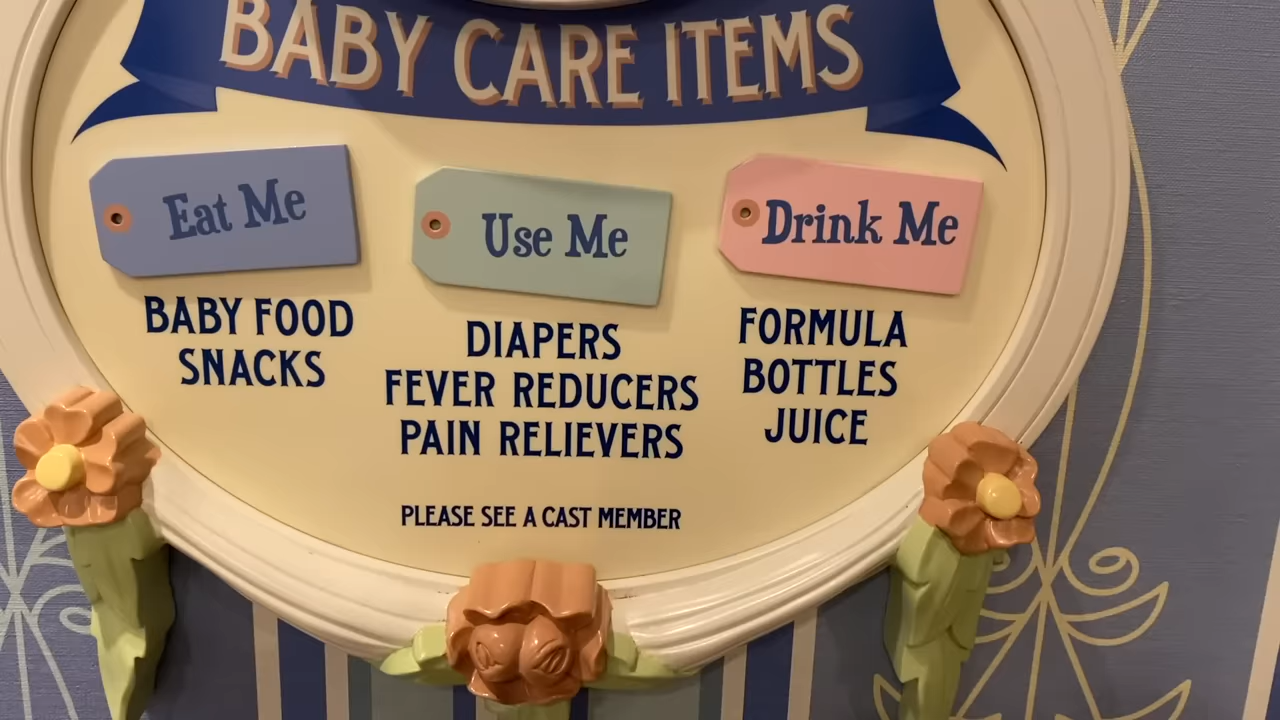 BABY CARE ITEMS
Eat Me
BABY FOOD
SNACKS
Use Me
DIAPERS
FEVER REDUCERS
PAIN RELIEVERS
Drink Me
FORMULA
BOTTLES
JUICE
PLEASE SEE A CAST MEMBER